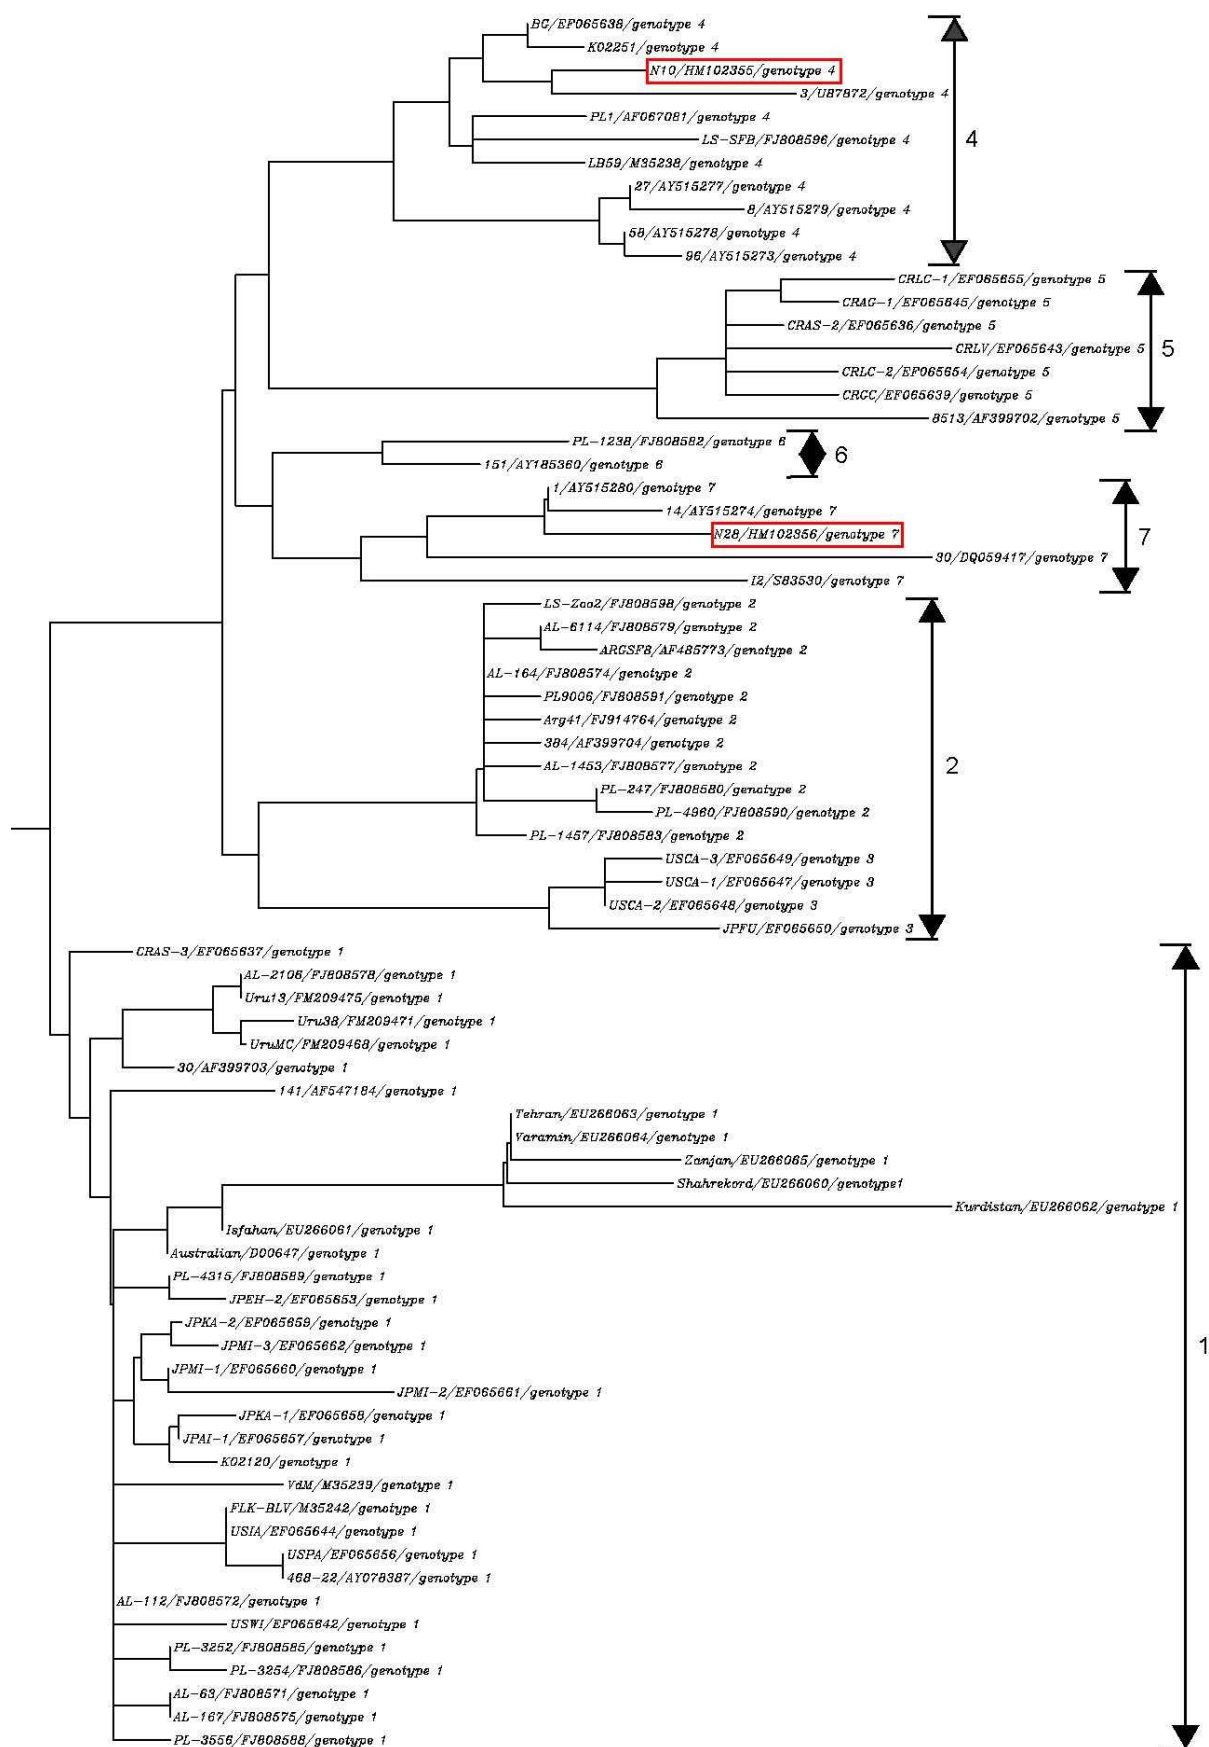 BG/EF065638/genotype 4
K02251/genotype 4
N10/HM102355/genotype 4
3/U87872/genotype 4
PL1/AF067081/genotype 4
4
LS-SFB/FJ808596/genotype 4
LB59/M35238/genotype 4
27/AY515277/genotype 4
8/AY515279/genotype 4
58/AY515278/genotype 4
96/AY515273/genotype 4
CRLC-1/EF065655/genotype 5
CRAG-1/EF065645/genotype 5
CRAS-2/EF065636/genotype 5
CRLV/EF065643/genotype 5
5
CRLC-2/EF065654/genotype 5
CRGC/EF065639/genotype 5
8513/AF399702/genotype 5
PL-1238/FJ808582/genotype 6
6
151/AY185360/genotype 6
1/AY515280/genotype 7
14/AY515274/genotype 7
N28/HM102356/genotype 7
7
30/DQ059417/genotype 7
I2/S83530/genotype 7
LS-Zoo2/FJ808598/genotype 2
AL-6114/FJ808579/genotype 2
ARGSF8/AF485773/genotype 2
AL-164/FJ808574/genotype 2
PL9006/FJ808591/genotype 2
Arg41/FJ914764/genotype 2
384/AF399704/genotype 2
AL-1453/FJ808577/genotype 2
2
PL-247/FJ808580/genotype 2
PL-4960/FJ808590/genotype 2
PL-1457/FJ808583/genotype 2
USCA-3/EF065649/genotype 3
USCA-1/EF065647/genotype 3
USCA-2/EF065648/genotype 3
JPFU/EF065650/genotype 3
CRAS-3/EF065637/genotype 1
AL-2106/FJ808578/genotype 1
Uru13/FM209475/genotype 1
Uru38/FM209471/genotype 1
UruMC/FM209468/genotype 1
30/AF399703/genotype 1
141/AF547184/genotype 1
Tehran/EU266063/genotype 1
Varamin/EU266064/genotype 1
Zanjan/EU266065/genotype 1
Shahrekord/EU266060/genotype1
Kurdistan/EU266062/genotype 1
Isfahan/EU266061/genotype 1
Australian/D00647/genotype 1
PL-4315/FJ808589/genotype 1
JPEH-2/EF065653/genotype 1
JPKA-2/EF065659/genotype 1
JPMI-3/EF065662/genotype 1
1
JPMI-1/EF065660/genotype 1
JPMI-2/EF065661/genotype 1
JPKA-1/EF065658/genotype 1
JPAI-1/EF065657/genotype 1
K02120/genotype 1
VdM/M35239/genotype 1
FLK-BLV/M35242/genotype 1
USIA/EF065644/genotype 1
USPA/EF065656/genotype 1
468-22/AY078387/genotype 1
AL-112/FJ808572/genotype 1
USWI/EF065642/genotype 1
PL-3252/FJ808585/genotype 1
PL-3254/FJ808586/genotype 1
AL-63/FJ808571/genotype 1
AL-167/FJ808575/genotype 1
PL-3556/FJ808588/genotype 1